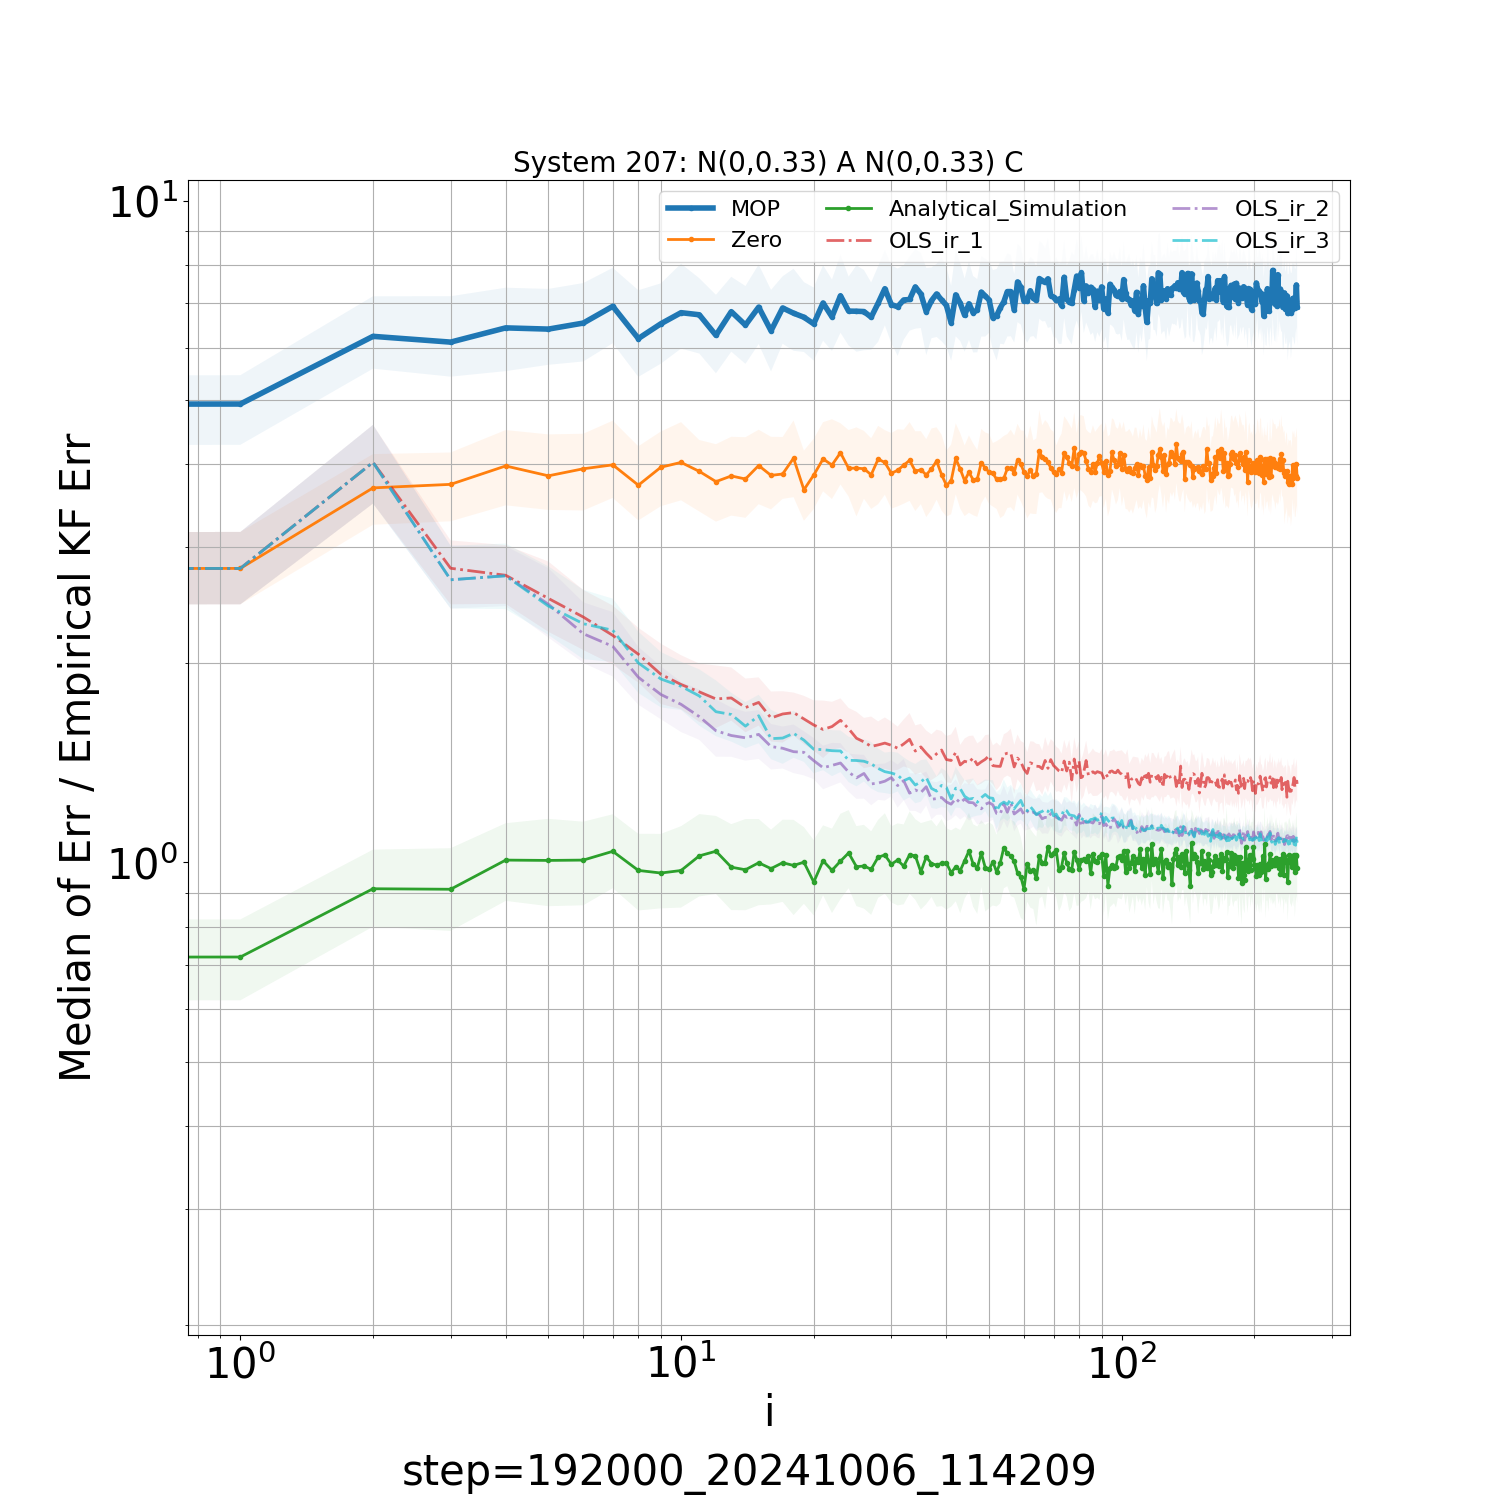 System 207: N(0,0.33) A N(0,0.33) C
10¹
MOP
Zero
Analytical_Simulation
OLS_ir_1
OLS_ir_2
OLS_ir_3
Median of Err / Empirical KF Err
10⁰
10⁰ 10¹ 10²
i
step=192000_20241006_114209